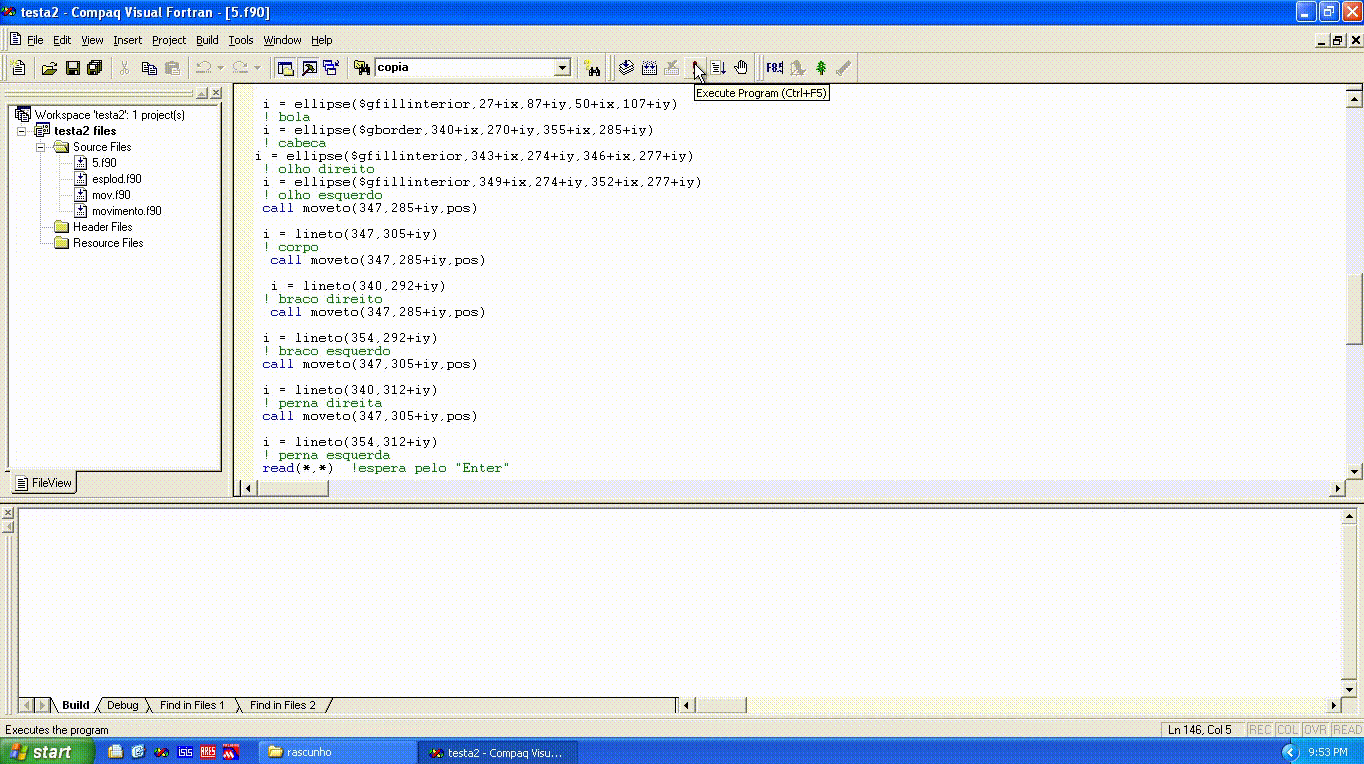 testa2 - Compaq Visual Fortran - [5.f90]
File Edit View Insert Project Build Tools Window Help
copia
Execute Program (Ctrl+F5)
Workspace 'testa2': 1 project(s)
testa2 files
Source Files
5.f90
esplod.f90
mov.f90
movimento.f90
Header Files
Resource Files
FileView
i = ellipse($gfillinterior,27+ix,87+iy,50+ix,107+iy)
! bola
i = ellipse($gborder,340+ix,270+iy,355+ix,285+iy)
! cabeca
i = ellipse($gfillinterior,343+ix,274+iy,346+ix,277+iy)
! olho direito
i = ellipse($gfillinterior,349+ix,274+iy,352+ix,277+iy)
! olho esquerdo
call moveto(347,285+iy,pos)
i = lineto(347,305+iy)
! corpo
call moveto(347,285+iy,pos)
i = lineto(340,292+iy)
! braco direito
call moveto(347,285+iy,pos)
i = lineto(354,292+iy)
! braco esquerdo
call moveto(347,305+iy,pos)
i = lineto(340,312+iy)
! perna direita
call moveto(347,305+iy,pos)
i = lineto(354,312+iy)
! perna esquerda
read(*,*) !espera pelo "Enter"
Build Debug Find in Files 1 Find in Files 2
Executes the program
Ln 146, Col 5 REC COL OVR READ
start rascunho testa2 - Compaq Visu... 9:53 PM